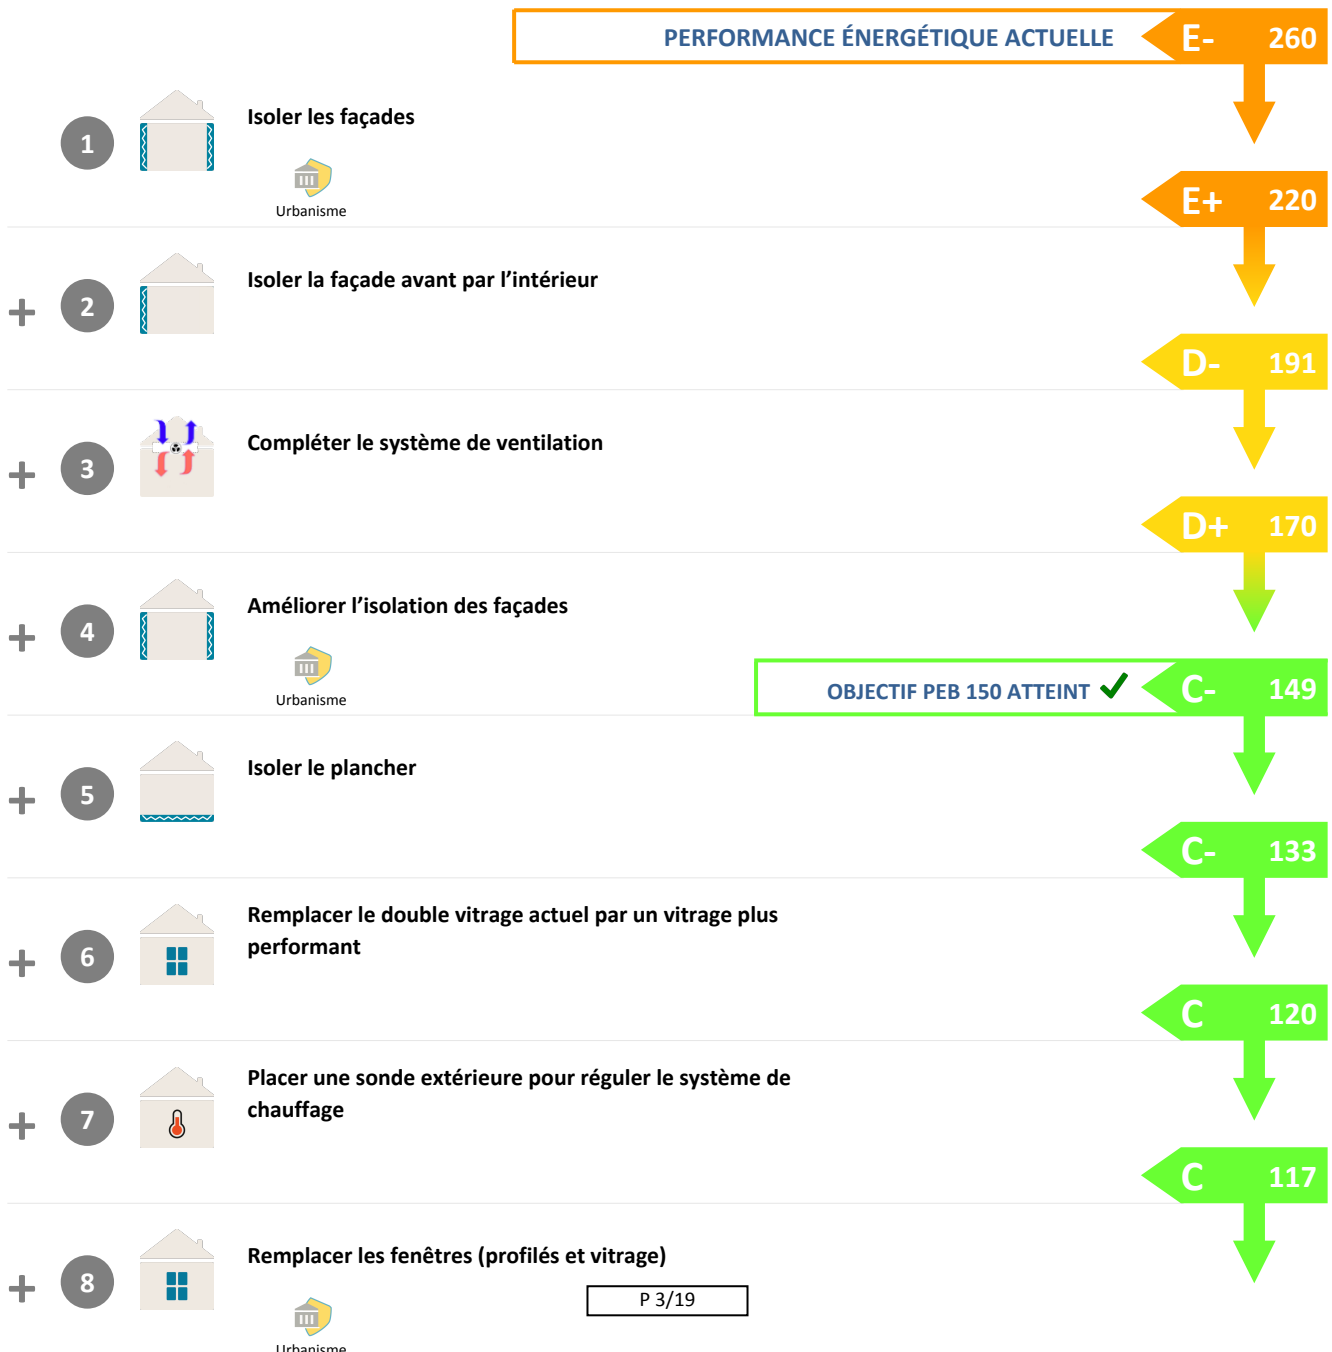 PERFORMANCE ÉNERGÉTIQUE ACTUELLE E- 260
1 Isoler les façades
Urbanisme
E+ 220
+ 2 Isoler la façade avant par l'intérieur
D- 191
+ 3 Compléter le système de ventilation
D+ 170
+ 4 Améliorer l'isolation des façades
Urbanisme
OBJECTIF PEB 150 ATTEINT C- 149
+ 5 Isoler le plancher
C- 133
+ 6 Remplacer le double vitrage actuel par un vitrage plus
performant
C 120
+ 7 Placer une sonde extérieure pour réguler le système de
chauffage
C 117
+ 8 Remplacer les fenêtres (profilés et vitrage)
P 3/19
Urbanisme